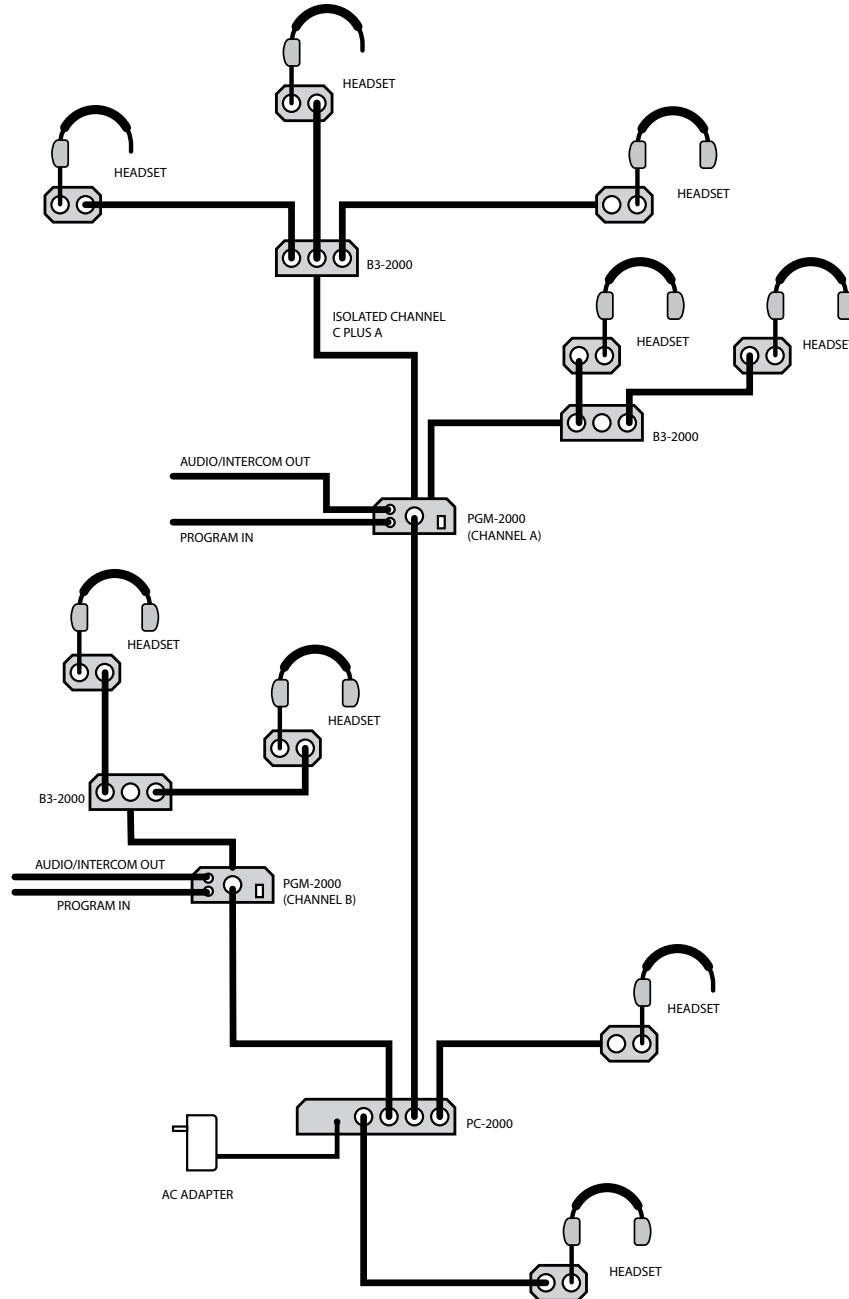 HEADSET
HEADSET
HEADSET
B3-2000
ISOLATED CHANNEL
C PLUS A
HEADSET
HEADSET
B3-2000
AUDIO/INTERCOM OUT
PROGRAM IN
PGM-2000
(CHANNEL A)
HEADSET
HEADSET
B3-2000
AUDIO/INTERCOM OUT
PROGRAM IN
PGM-2000
(CHANNEL B)
HEADSET
PC-2000
AC ADAPTER
HEADSET